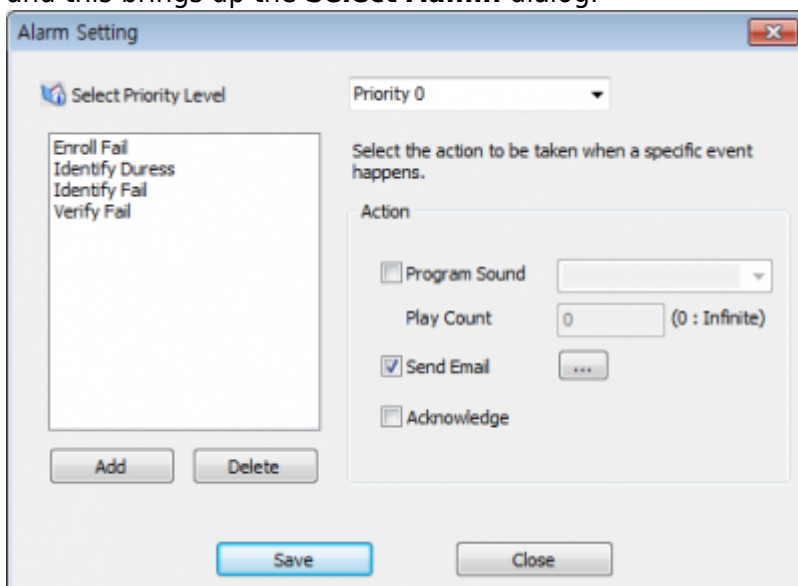 and this brings up the Select Admin dialog.
Alarm Setting
Select Priority Level
Priority 0
Enroll Fail
Identify Duress
Identify Fail
Verify Fail
Select the action to be taken when a specific event
happens.
Action
Program Sound
Play Count
0
(0 : Infinite)
Send Email
...
Acknowledge
Add
Delete
Save
Close